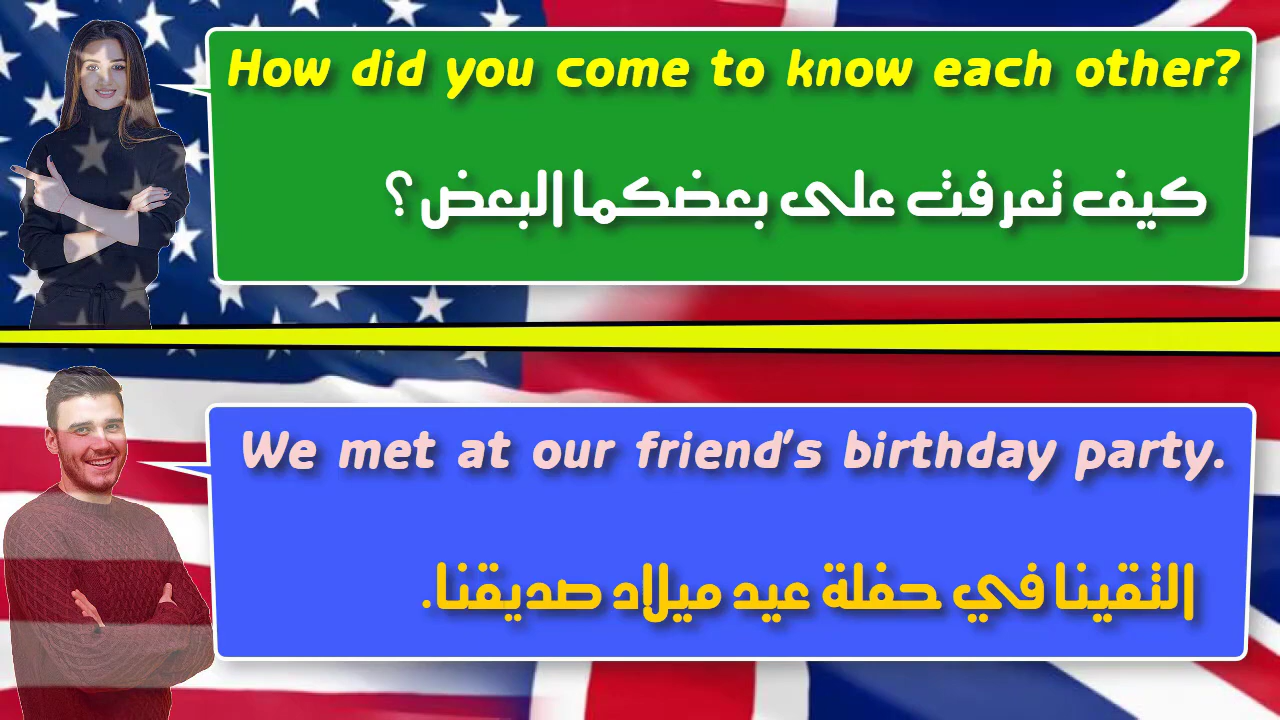 How did you come to know each other?
كيف تعرفت على بعضكما البعض ؟
We met at our friend's birthday party.
التقينا في حفلة عيد ميلاد صديقنا.